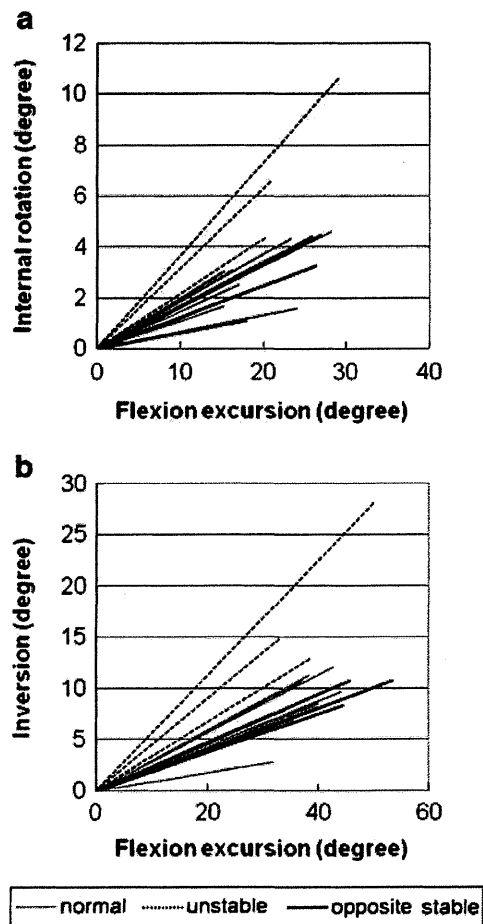 a
Internal rotation (degree)
12
10
8
6
4
2
0
0 10 20 30 40
Flexion excursion (degree)
b
Inversion (degree)
30
25
20
15
10
5
0
0 20 40 60
Flexion excursion (degree)
normal unstable opposite stable